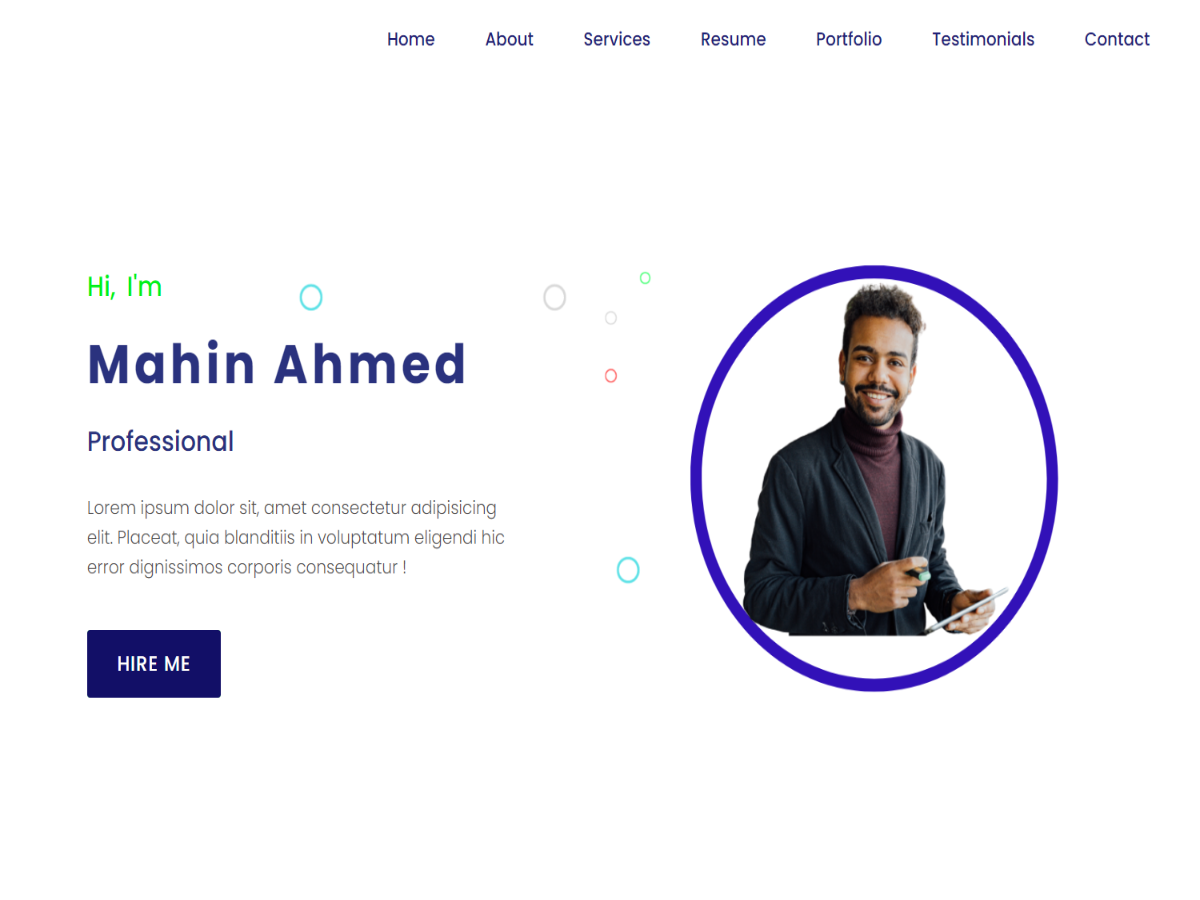 Home About Services Resume Portfolio Testimonials Contact
Hi, I'm
Mahin Ahmed
Professional
Lorem ipsum dolor sit, amet consectetur adipisicing
elit. Placeat, quia blanditiis in voluptatum eligendi hic
error dignissimos corporis consequatur !
HIRE ME